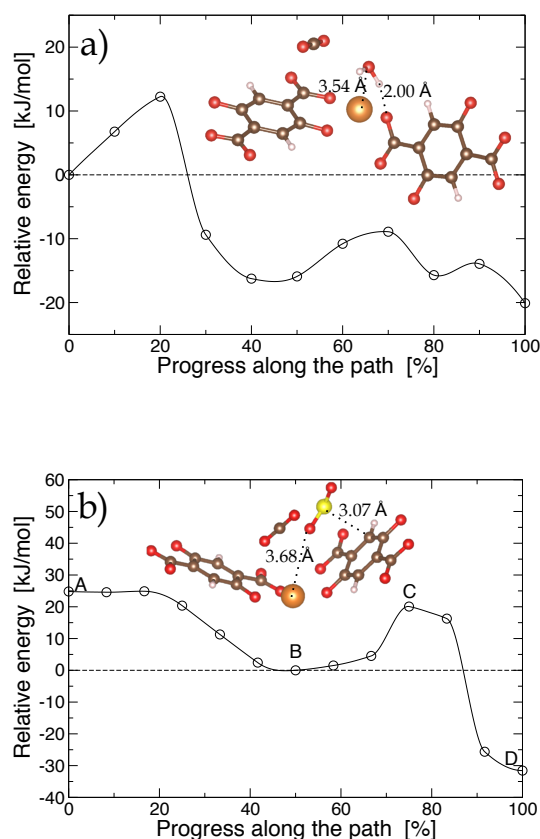 a)
20
10
0
-10
-20
Relative energy [kJ/mol]
3.54 Å
2.00 Å
0
20
40
60
80
100
Progress along the path [%]
b)
60
50
40
30
20
10
0
-10
-20
-30
-40
Relative energy [kJ/mol]
3.07 Å
3.68 Å
A
B
C
D
0
20
40
60
80
100
Progress along the path [%]